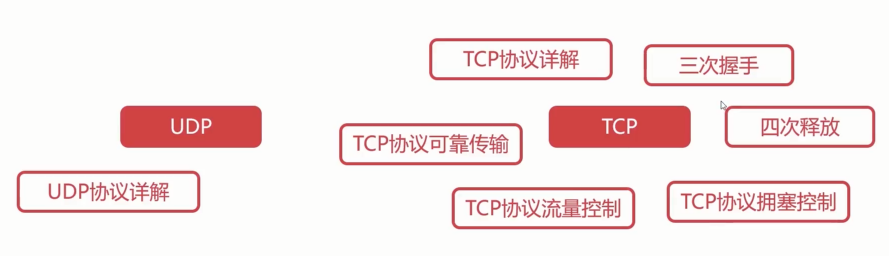 TCP协议详解
三次握手
UDP
TCP
四次释放
TCP协议可靠传输
UDP协议详解
TCP协议流量控制
TCP协议拥塞控制